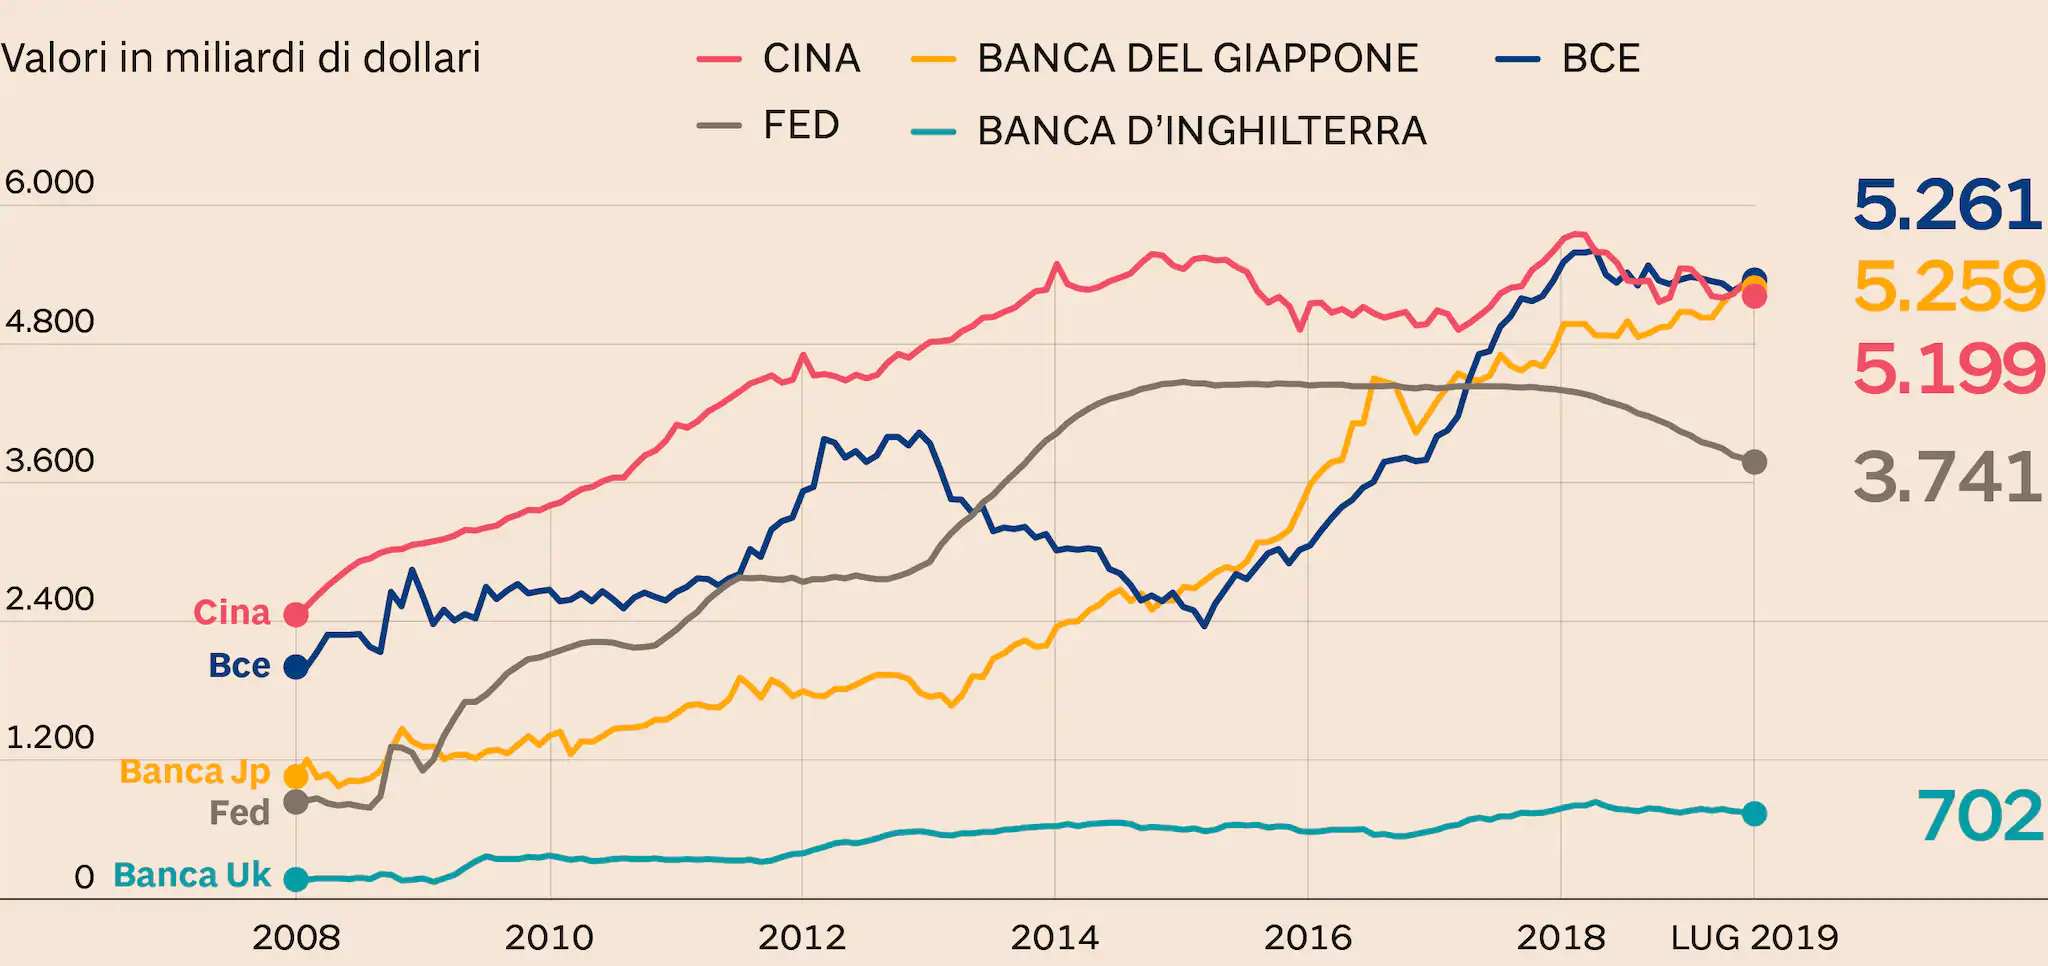 Valori in miliardi di dollari
CINA
BANCA DEL GIAPPONE
BCE
FED
BANCA D’INGHILTERRA
6.000
4.800
3.600
2.400
1.200
0
Cina
Bce
Banca Jp
Fed
Banca Uk
5.261
5.259
5.199
3.741
702
2008
2010
2012
2014
2016
2018
LUG 2019